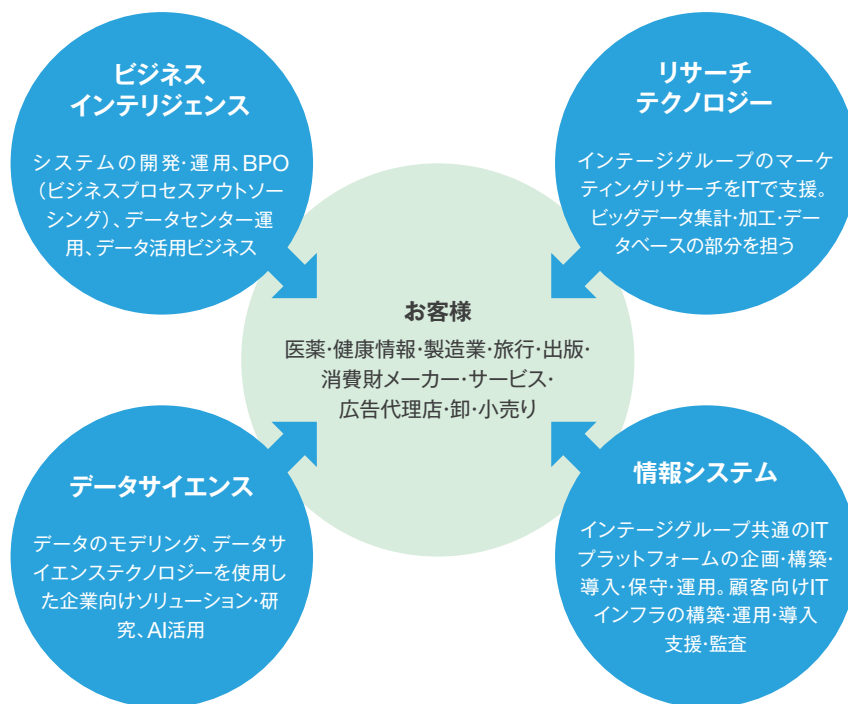 ビジネス
インテリジェンス
システムの開発・運用、BPO
（ビジネスプロセスアウトソー
シング）、データセンター運
用、データ活用ビジネス
リサーチ
テクノロジー
インテージグループのマーケ
ティングリサーチをITで支援。
ビッグデータ集計・加工・デー
タベースの部分を担う
お客様
医薬・健康情報・製造業・旅行・出版・
消費財メーカー・サービス・
広告代理店・卸・小売り
データサイエンス
データのモデリング、データサ
イエンステクノロジーを使用し
た企業向けソリューション・研
究、AI活用
情報システム
インテージグループ共通のIT
プラットフォームの企画・構築・
導入・保守・運用。顧客向けIT
インフラの構築・運用・導入
支援・監査